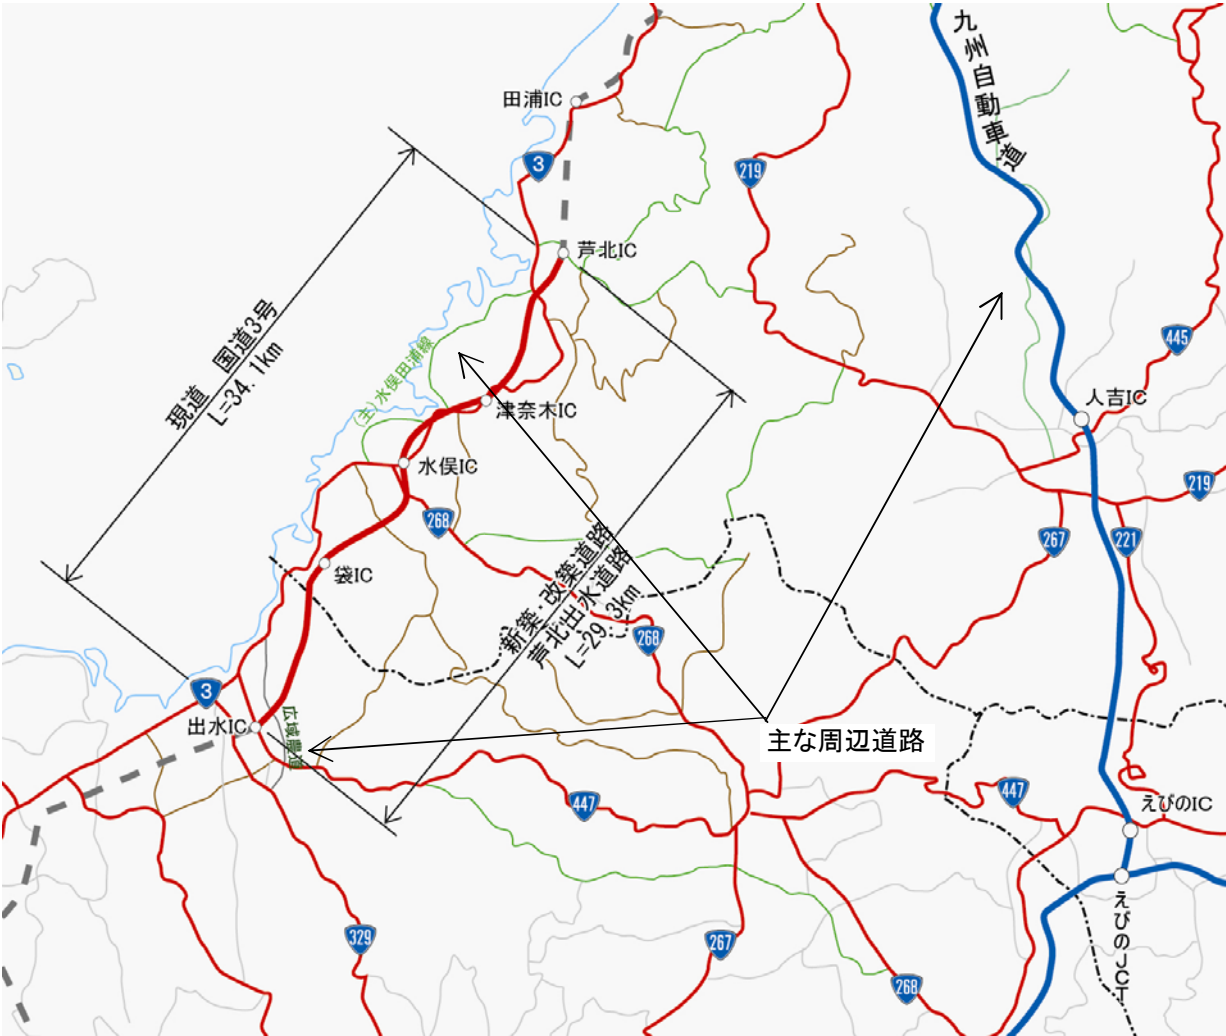 九州自動車道
田浦IC
3
219
芦北IC
現道　国道3号
L=34.1km
445
(主)水俣田浦線
人吉IC
津奈木IC
水俣IC
219
268
267
221
袋IC
新築・改築道路
芦北出水道路
L=29.3km
268
3
出水IC
広域農道
主な周辺道路
447
447
えびのIC
えびのJCT
329
267
268